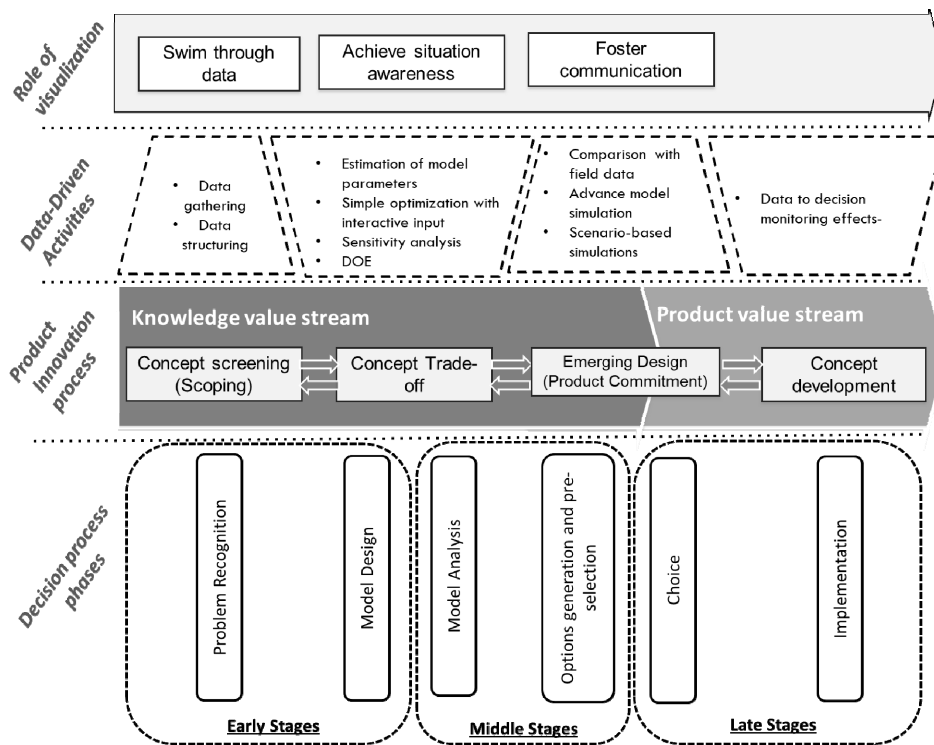 Role of
visualization
Swim through
data
Achieve situation
awareness
Foster
communication
Data-Driven
Activities
• Data
gathering
• Data
structuring
• Estimation of model
parameters
• Simple optimization with
interactive input
• Sensitivity analysis
• DOE
• Comparison with
field data
• Advance model
simulation
• Scenario-based
simulations
• Data to decision
monitoring effects-
Product
Innovation
process
Knowledge value stream
Product value stream
Concept screening
(Scoping)
Concept Trade-
off
Emerging Design
(Product Commitment)
Concept
development
Decision process
phases
Problem Recognition
Model Design
Model Analysis
Options generation and pre-
selection
Choice
Implementation
Early Stages
Middle Stages
Late Stages